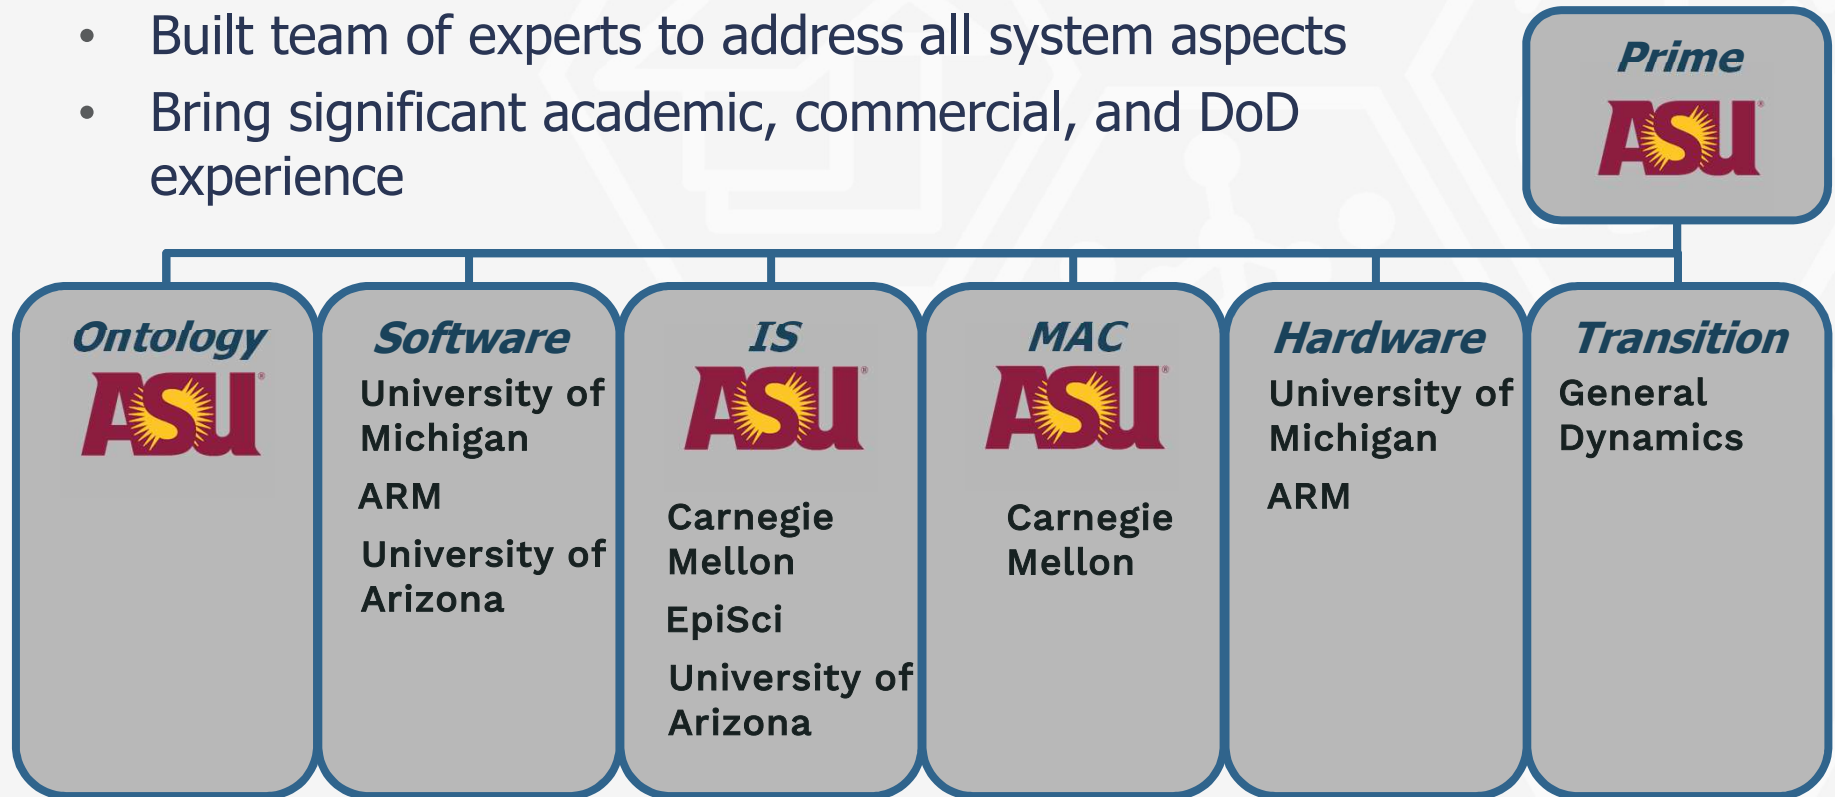 • Built team of experts to address all system aspects
• Bring significant academic, commercial, and DoD
experience
Prime
ASU®
Ontology
ASU®
Software
University of
Michigan
ARM
University of
Arizona
IS
ASU®
Carnegie
Mellon
EpiSci
University of
Arizona
MAC
ASU®
Carnegie
Mellon
Hardware
University of
Michigan
ARM
Transition
General
Dynamics